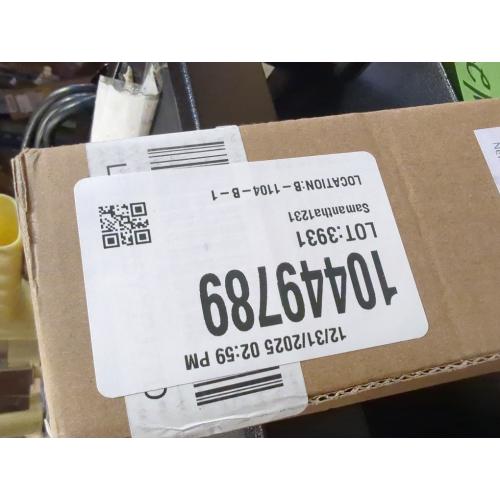 12/31/2025 02:59 PM
10449789
LOT:3931
Samantha1231
LOCATION:B-1104-B-1